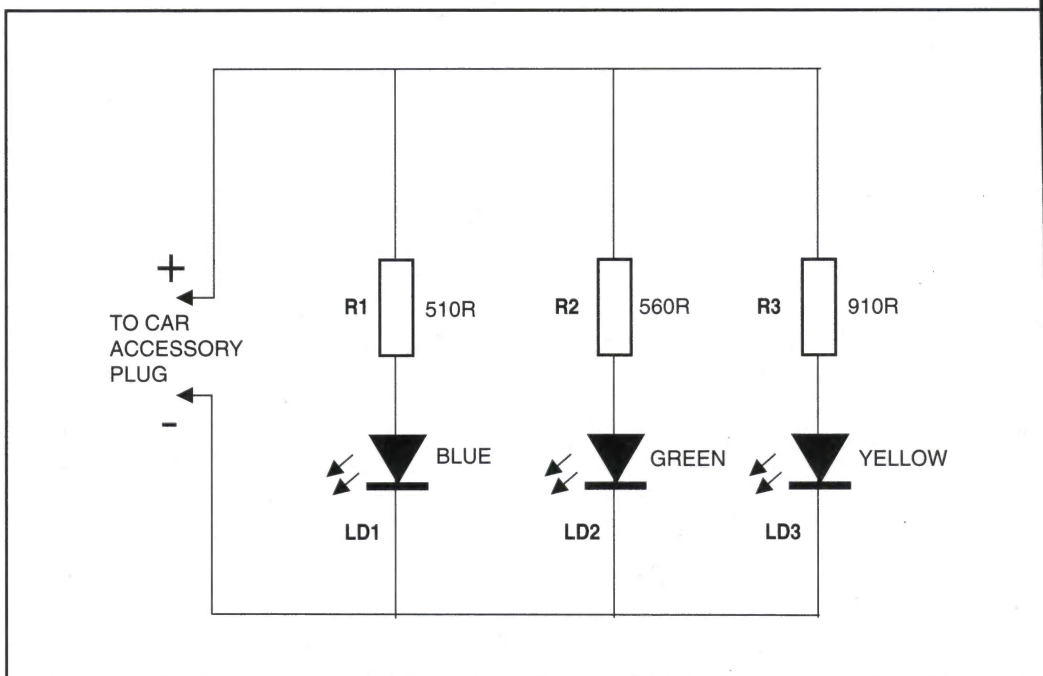 +
TO CAR
ACCESSORY
PLUG
-
R1 510R
R2 560R
R3 910R
BLUE
GREEN
YELLOW
LD1
LD2
LD3